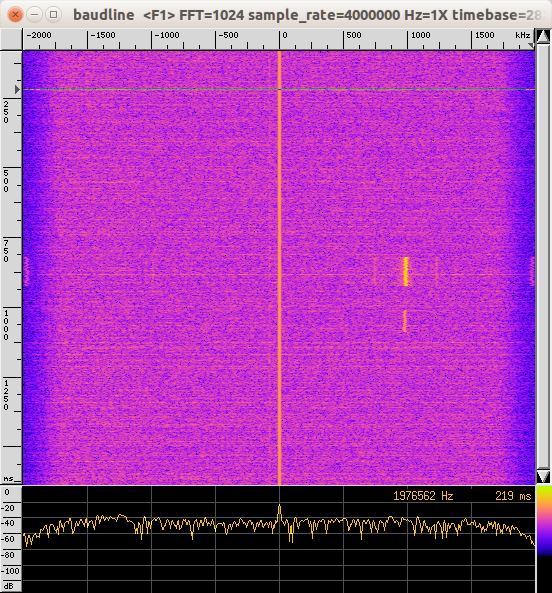 baudline <F1> FFT=1024 sample_rate=4000000 Hz=1X timebase=28
-2000 -1500 -1000 -500 0 500 1000 1500 kHz
250
500
750
1000
1250
ms
1976562 Hz 219 ms
0
-20
-40
-60
-80
-100
dB